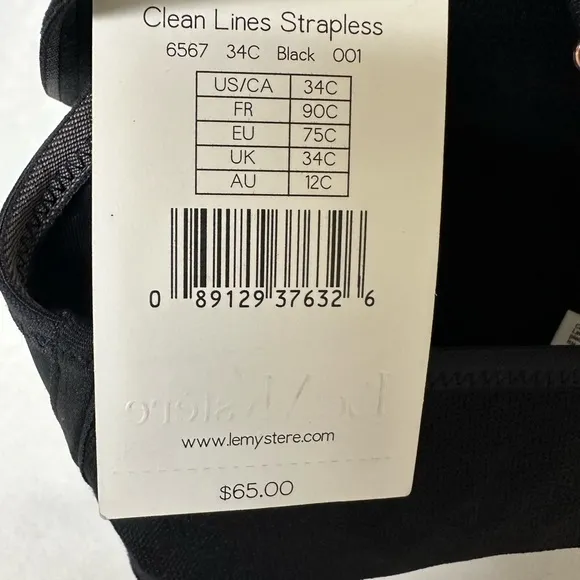 Clean Lines Strapless
6567 34C Black 001
US/CA 34C
FR 90C
EU 75C
UK 34C
AU 12C
0 89129 37632 6
www.lemystere.com
$65.00